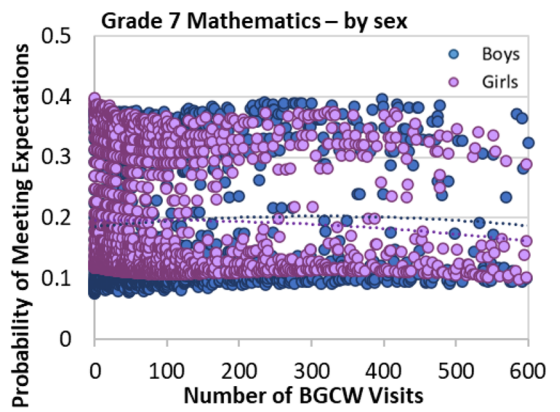 Grade 7 Mathematics – by sex
Probability of Meeting Expectations
0.5
0.4
0.3
0.2
0.1
0
Boys
Girls
0 100 200 300 400 500 600
Number of BGCW Visits